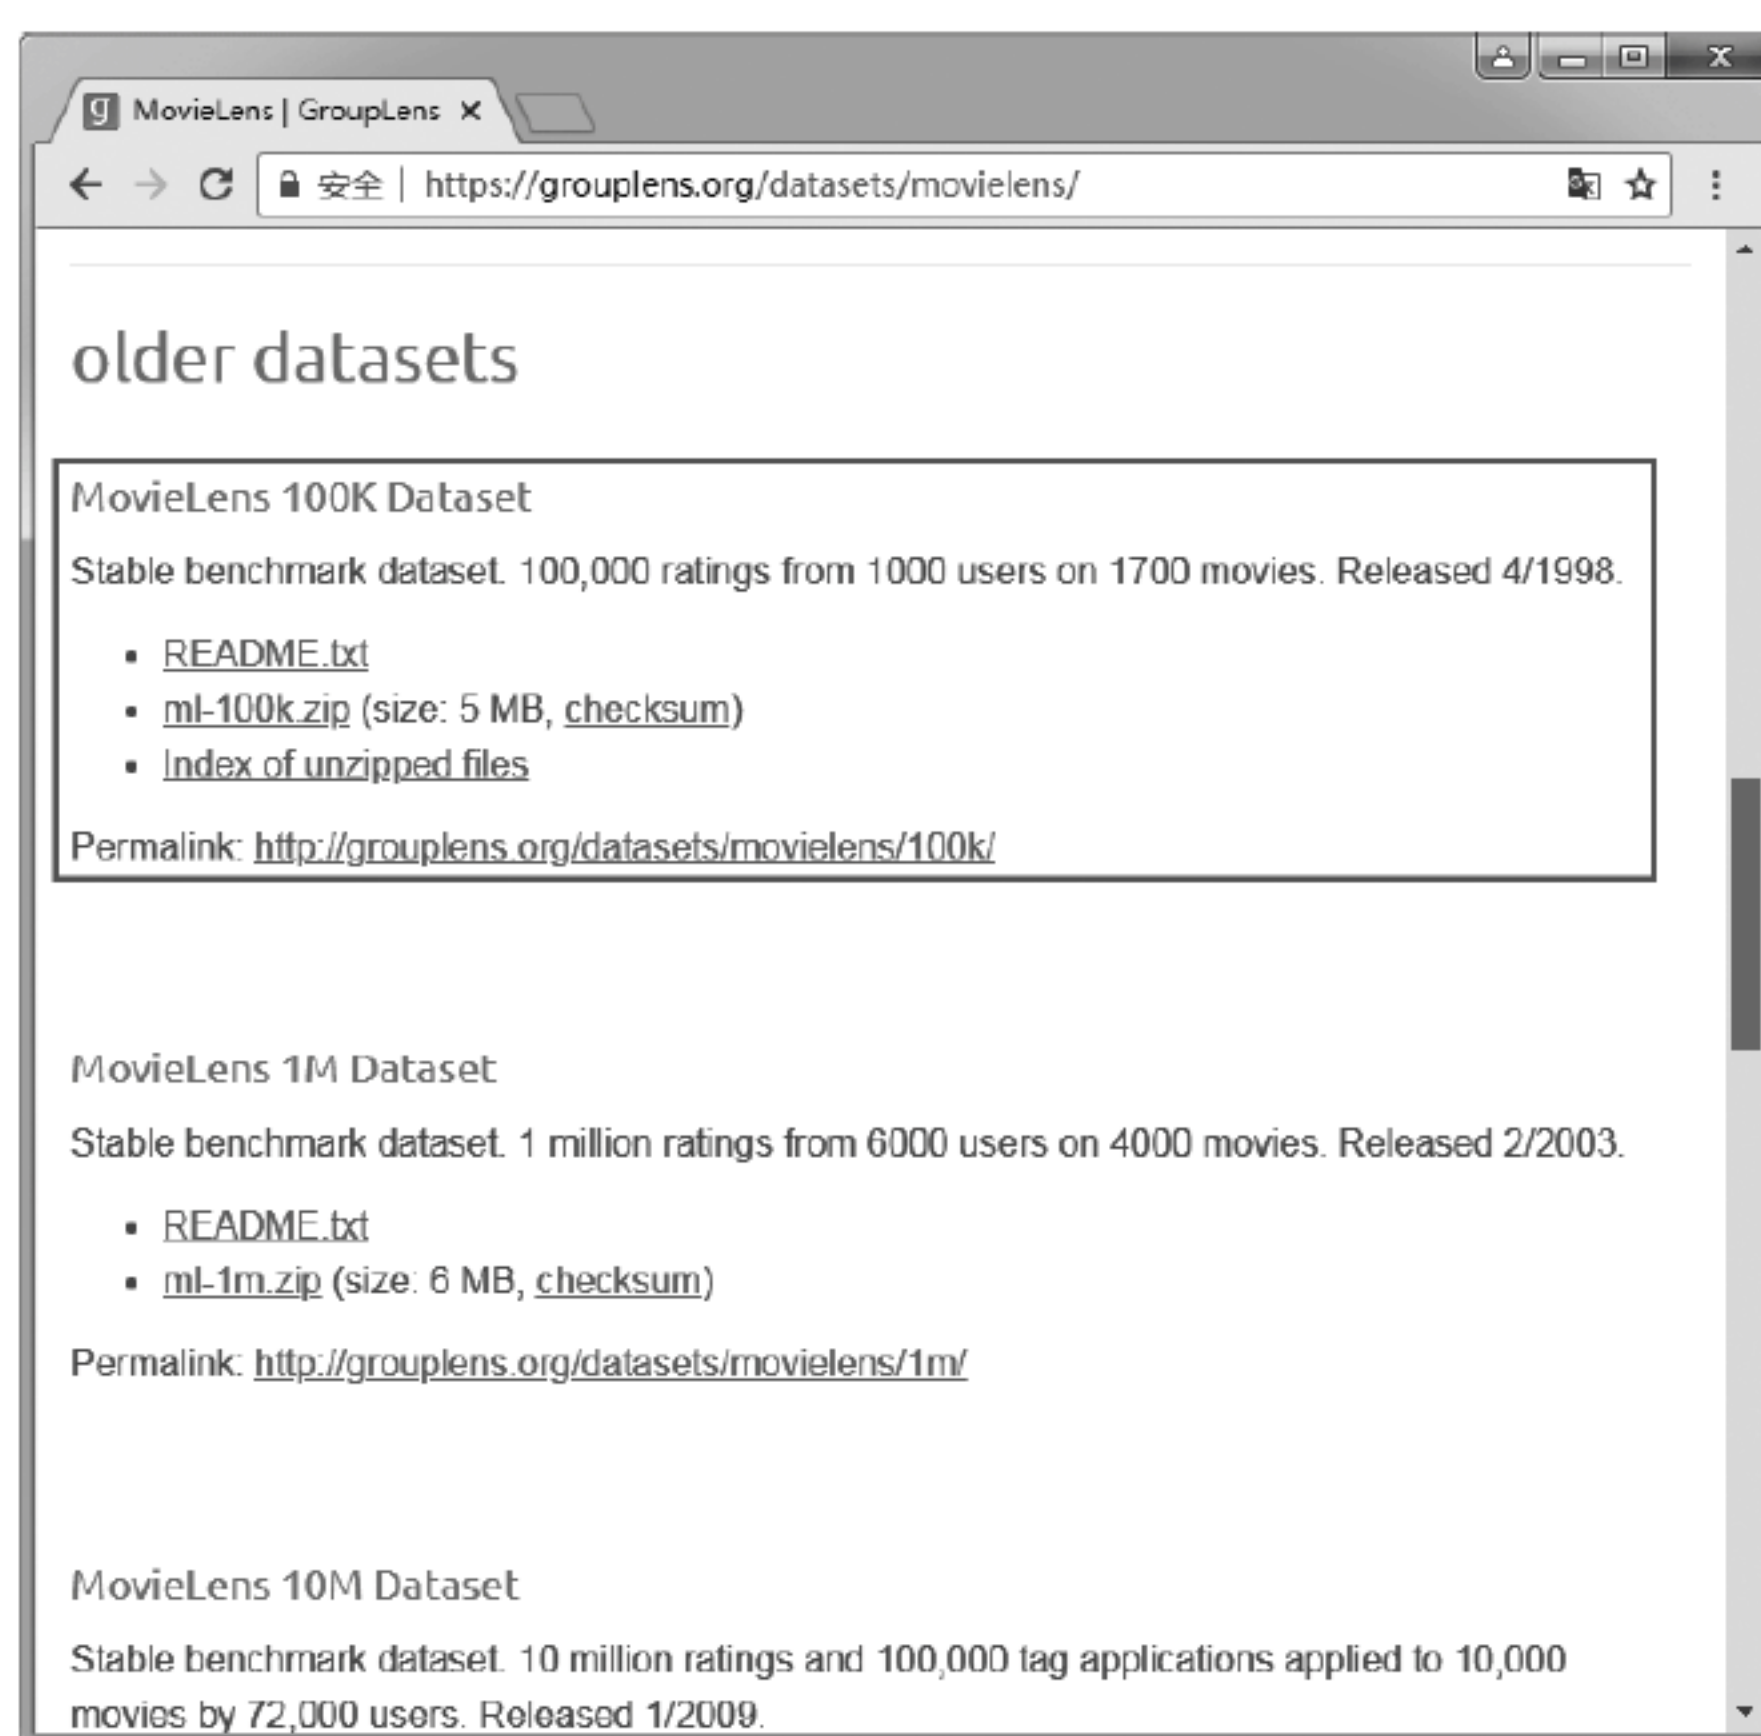 g MovieLens | GroupLens
安全 | https://grouplens.org/datasets/movielens/
older datasets
MovieLens 100K Dataset
Stable benchmark dataset. 100,000 ratings from 1000 users on 1700 movies. Released 4/1998.
• README.txt
• ml-100k.zip (size: 5 MB, checksum)
• Index of unzipped files
Permalink: http://grouplens.org/datasets/movielens/100k/
MovieLens 1M Dataset
Stable benchmark dataset. 1 million ratings from 6000 users on 4000 movies. Released 2/2003.
• README.txt
• ml-1m.zip (size: 6 MB, checksum)
Permalink: http://grouplens.org/datasets/movielens/1m/
MovieLens 10M Dataset
Stable benchmark dataset. 10 million ratings and 100,000 tag applications applied to 10,000
movies by 72,000 users. Released 1/2009.